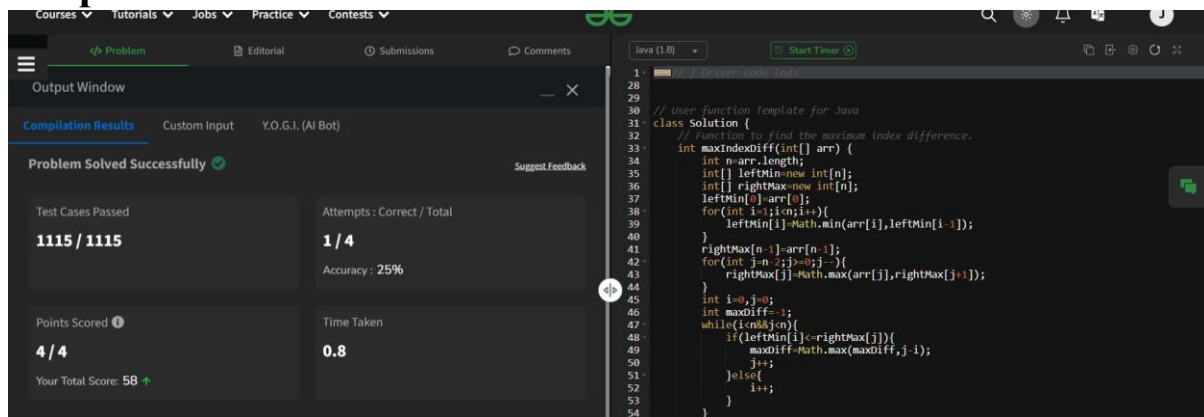 Courses Tutorials Jobs Practice Contests
J
</> Problem Editorial Submissions Comments
Output Window
Compilation Results Custom Input Y.O.G.I. (AI Bot)
Problem Solved Successfully
Suggest Feedback
Test Cases Passed
1115 / 1115
Attempts : Correct / Total
1 / 4
Accuracy : 25%
Points Scored
4 / 4
Your Total Score: 58
Time Taken
0.8
Java (1.8) Start Timer
1 // } Driver Code Ends
28
29
30 // User function Template for Java
31 class Solution {
32 // Function to find the maximum index difference.
33 int maxIndexDiff(int[] arr) {
34 int n=arr.length;
35 int[] leftMin=new int[n];
36 int[] rightMax=new int[n];
37 leftMin[0]=arr[0];
38 for(int i=1;i<n;i++){
39 leftMin[i]=Math.min(arr[i],leftMin[i-1]);
40 }
41 rightMax[n-1]=arr[n-1];
42 for(int j=n-2;j>=0;j--){
43 rightMax[j]=Math.max(arr[j],rightMax[j+1]);
44 }
45 int i=0,j=0;
46 int maxDiff=-1;
47 while(i<n&&j<n){
48 if(leftMin[i]<=rightMax[j]){
49 maxDiff=Math.max(maxDiff,j-i);
50 j++;
51 }else{
52 i++;
53 }
54 }